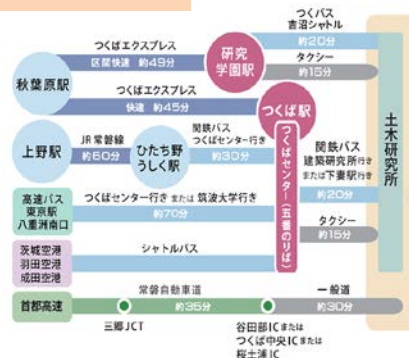 つくバス
吉沼シャトル
つくばエクスプレス
約20分
研究
学園駅
区間快速 約49分
タクシー
約15分
秋葉原駅
つくばエクスプレス
快速 約45分
つくば駅
JR常磐線
関鉄バス
つくばセンター行き
上野駅
約60分
ひたち野
うしく駅
約30分
つくばセンター(五番のりば)
関鉄バス
建築研究所行き
または下妻駅行き
土木研究所
高速バス
東京駅
八重洲南口
つくばセンター行き または 筑波大学行き
約70分
約20分
タクシー
約15分
茨城空港
羽田空港
成田空港
シャトルバス
常磐自動車道
一般道
首都高速
約35分
約30分
三郷JCT
谷田部ICまたは
つくば中央ICまたは
桜土浦IC